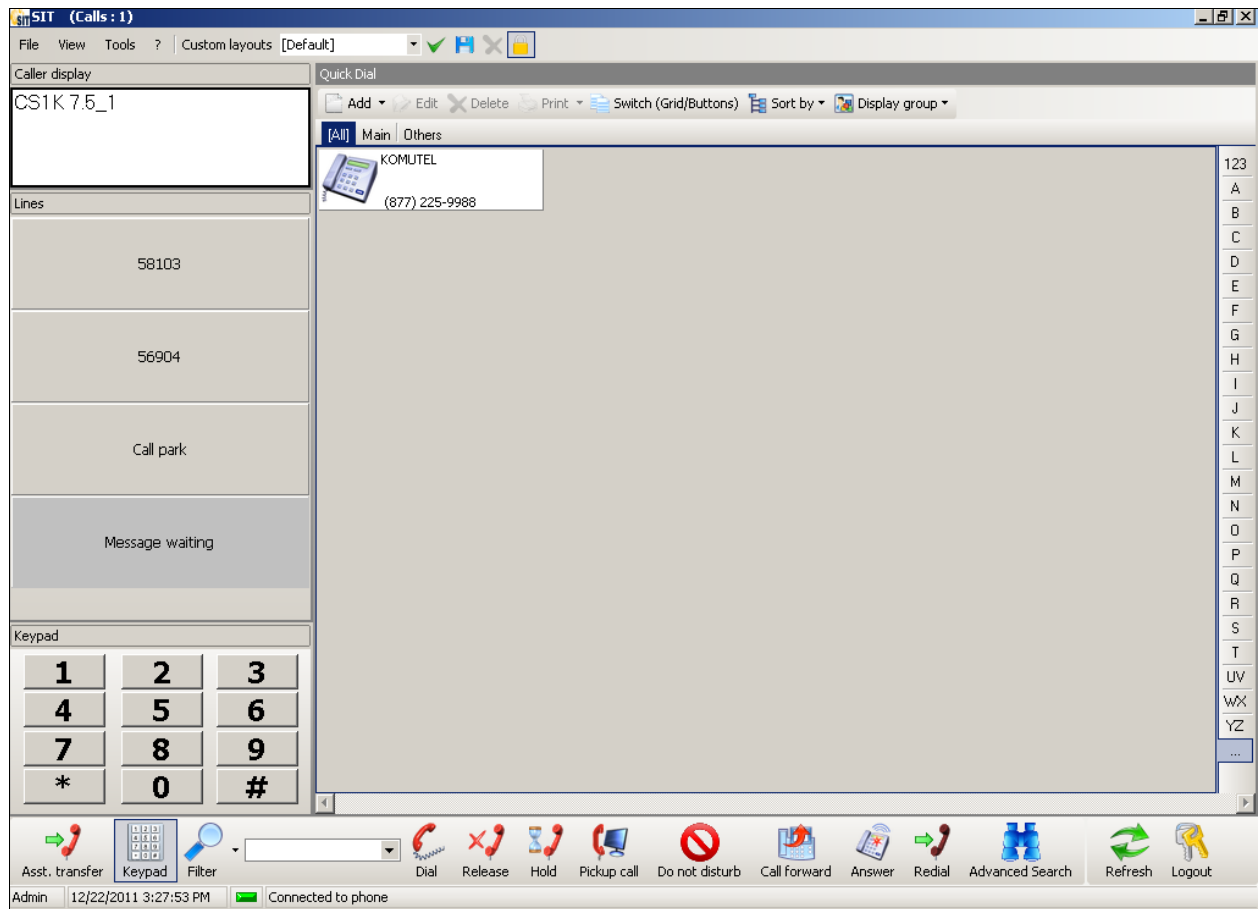 SIT (Calls : 1)
File View Tools ? Custom layouts [Default]
Caller display
CS1K 7.5_1
Quick Dial
Add Edit Delete Print Switch (Grid/Buttons) Sort by Display group
[All] Main Others
KOMUTEL
(877) 225-9988
Lines
58103
56904
Call park
Message waiting
Keypad
1 2 3
4 5 6
7 8 9
* 0 #
123
A
B
C
D
E
F
G
H
I
J
K
L
M
N
O
P
Q
R
S
T
UV
WX
YZ
...
Asst. transfer Keypad Filter Dial Release Hold Pickup call Do not disturb Call forward Answer Redial Advanced Search Refresh Logout
Admin 12/22/2011 3:27:53 PM Connected to phone